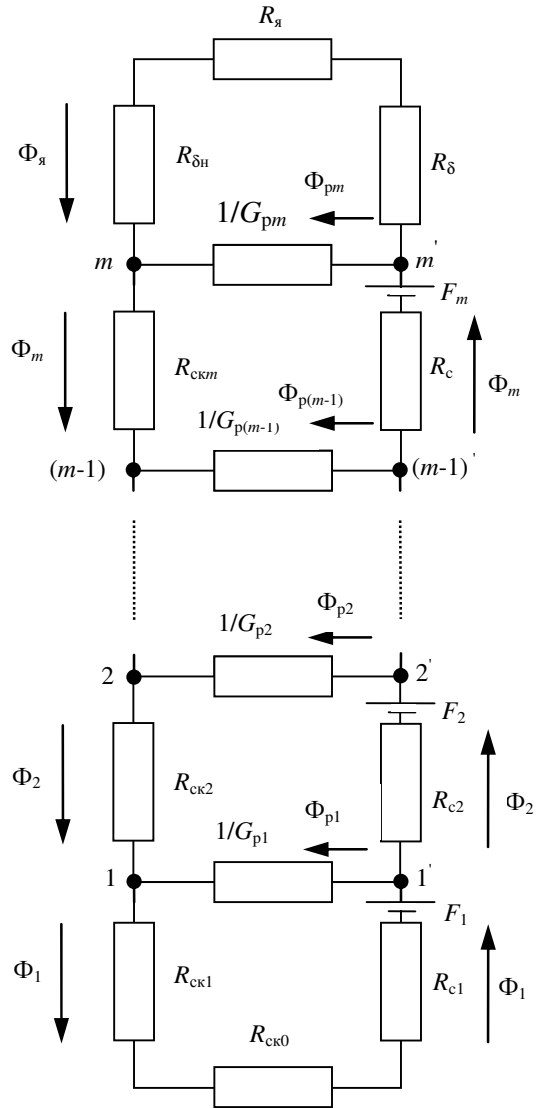 Rя
Φя
Rδн
Rδ
Φрm
1/Gрm
m
m'
Fm
Φm
Rскm
Rс
Φр(m-1)
Φm
1/Gр(m-1)
(m-1)
(m-1)'
Φр2
1/Gр2
2
2'
F2
Φ2
Rск2
Rс2
Φ2
Φр1
1/Gр1
1
1'
F1
Φ1
Rск1
Rс1
Φ1
Rск0